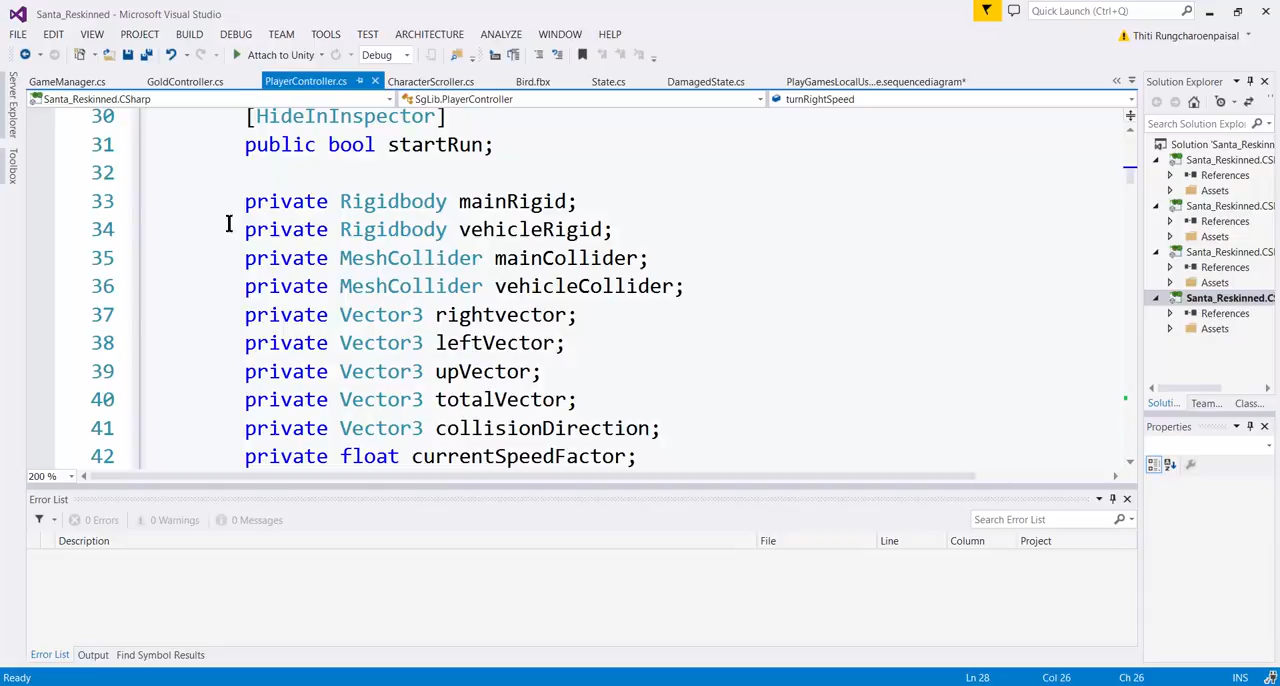 Santa_Reskinned - Microsoft Visual Studio
Quick Launch (Ctrl+Q)
FILE EDIT VIEW PROJECT BUILD DEBUG TEAM TOOLS TEST ARCHITECTURE ANALYZE WINDOW HELP
Thiti Rungcharoenpaisal
Attach to Unity
Debug
GameManager.cs GoldController.cs PlayerController.cs CharacterScroller.cs Bird.fbx State.cs DamagedState.cs PlayGamesLocalUs...e.sequencediagram*
Santa_Reskinned.CSharp SgLib.PlayerController turnRightSpeed
30 [HideInInspector]
31 public bool startRun;
32
33 private Rigidbody mainRigid;
34 private Rigidbody vehicleRigid;
35 private MeshCollider mainCollider;
36 private MeshCollider vehicleCollider;
37 private Vector3 rightvector;
38 private Vector3 leftVector;
39 private Vector3 upVector;
40 private Vector3 totalVector;
41 private Vector3 collisionDirection;
42 private float currentSpeedFactor;
200 %
Server Explorer
Toolbox
Solution Explorer
Search Solution Explo
Solution 'Santa_Reskinn
Santa_Reskinned.CSh
References
Assets
Santa_Reskinned.CSh
References
Assets
Santa_Reskinned.CSh
References
Assets
Santa_Reskinned.C
References
Assets
Soluti... Team... Class...
Properties
Error List
0 Errors 0 Warnings 0 Messages
Search Error List
Description File Line Column Project
Error List Output Find Symbol Results
Ready Ln 28 Col 26 Ch 26 INS